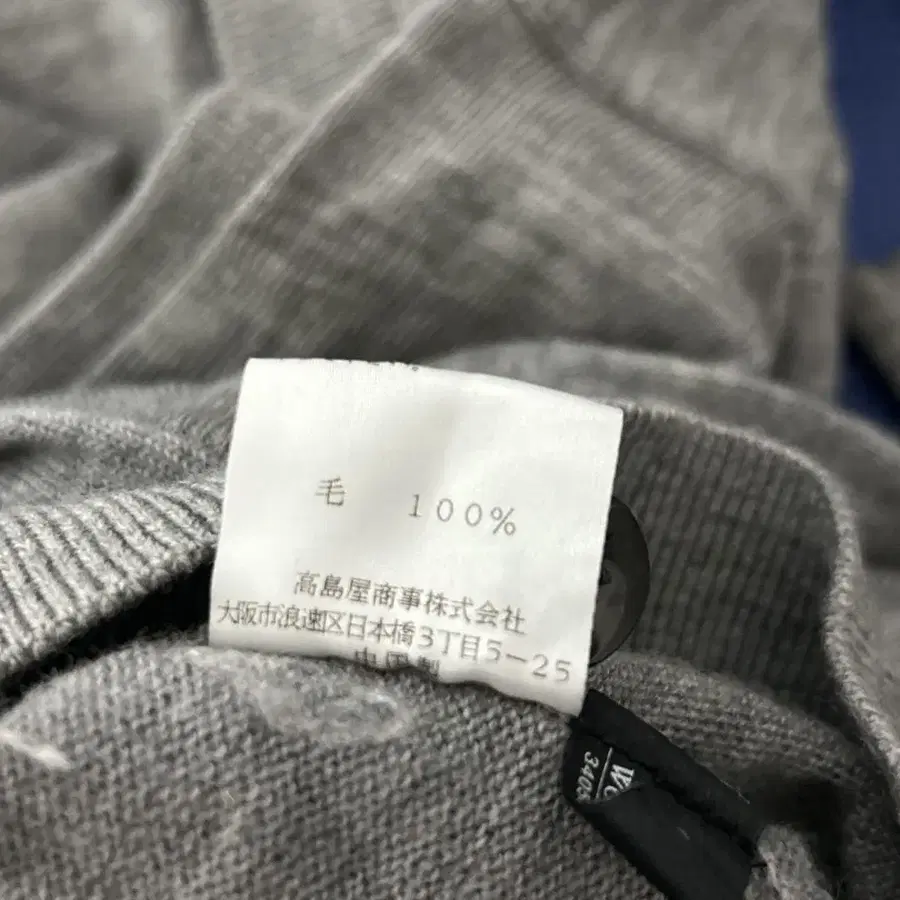 毛　100%
高島屋商事株式会社
大阪市浪速区日本橋3丁目5-25
中国製